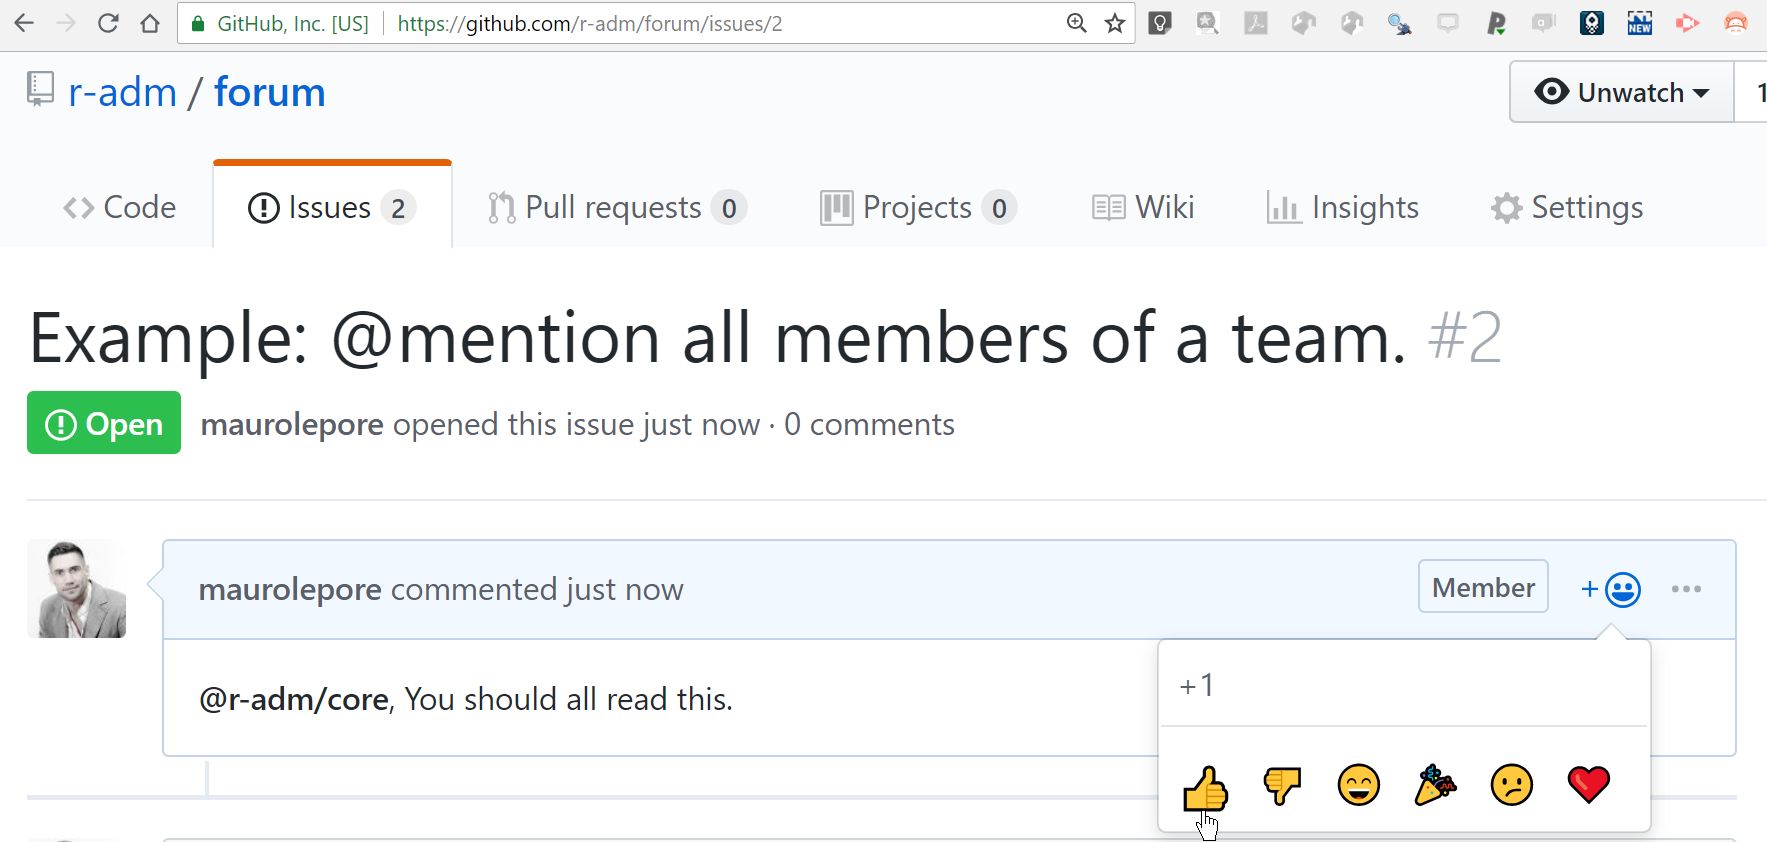 GitHub, Inc. [US] https://github.com/r-adm/forum/issues/2
NEW
r-adm / forum
Unwatch
1
Code
Issues 2
Pull requests 0
Projects 0
Wiki
Insights
Settings
Example: @mention all members of a team. #2
Open
maurolepore opened this issue just now · 0 comments
maurolepore commented just now
Member
+
@r-adm/core, You should all read this.
+1